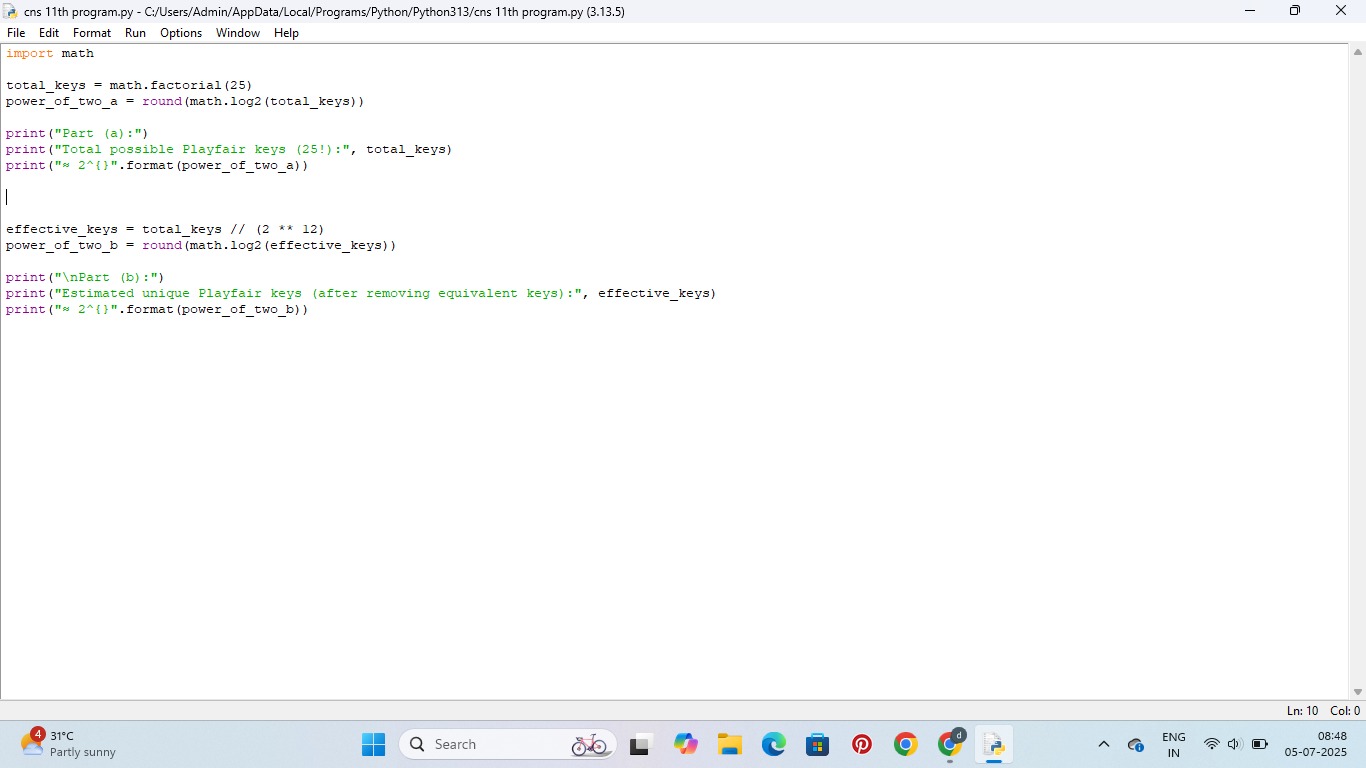 cns 11th program.py - C:/Users/Admin/AppData/Local/Programs/Python/Python313/cns 11th program.py (3.13.5)
File Edit Format Run Options Window Help
import math
total_keys = math.factorial(25)
power_of_two_a = round(math.log2(total_keys))
print("Part (a):")
print("Total possible Playfair keys (25!):", total_keys)
print("≈ 2^{}".format(power_of_two_a))
effective_keys = total_keys // (2 ** 12)
power_of_two_b = round(math.log2(effective_keys))
print("\nPart (b):")
print("Estimated unique Playfair keys (after removing equivalent keys):", effective_keys)
print("≈ 2^{}".format(power_of_two_b))
Ln: 10 Col: 0
4
31°C
Partly sunny
Search
d
ENG
IN
08:48
05-07-2025